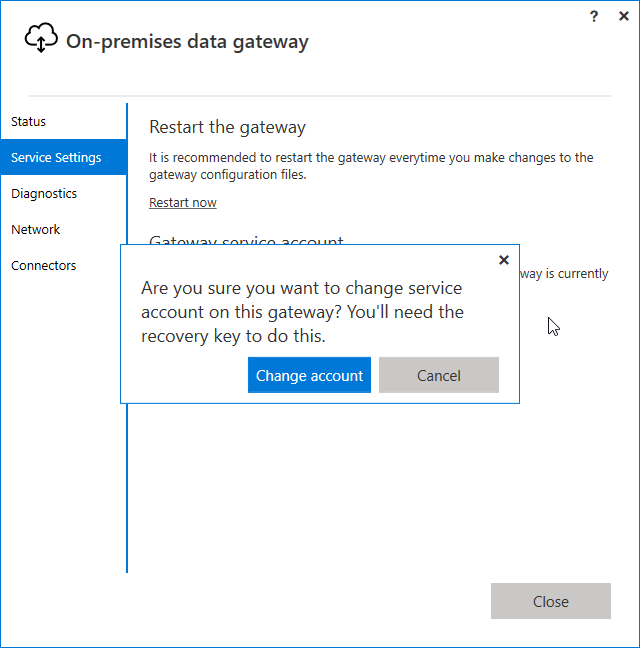 ?
On-premises data gateway
Status
Service Settings
Diagnostics
Network
Connectors
Restart the gateway
It is recommended to restart the gateway everytime you make changes to the
gateway configuration files.
Restart now
Gateway service account
way is currently
Are you sure you want to change service
account on this gateway? You'll need the
recovery key to do this.
Change account
Cancel
Close